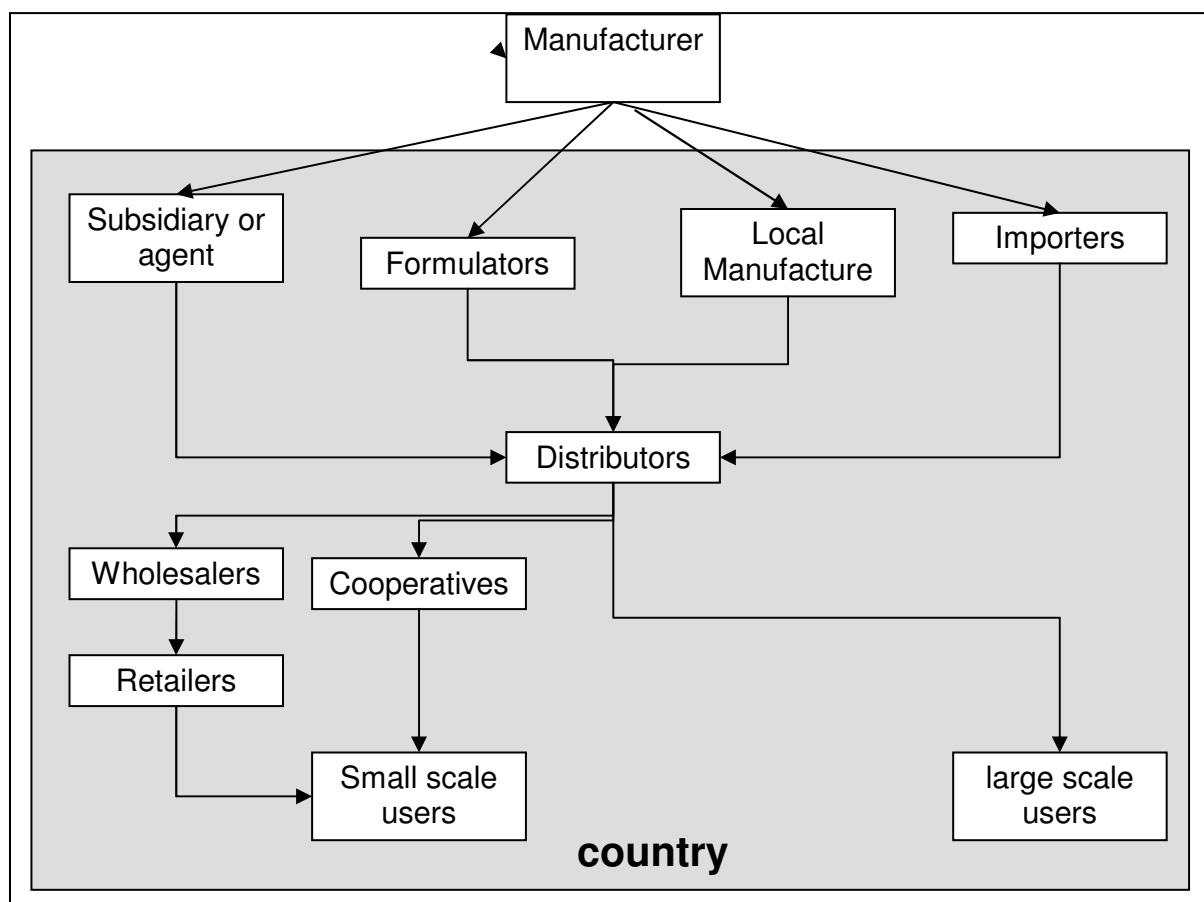 Manufacturer
Subsidiary or
agent
Formulators
Local
Manufacture
Importers
Distributors
Wholesalers
Cooperatives
Retailers
Small scale
users
large scale
users
country